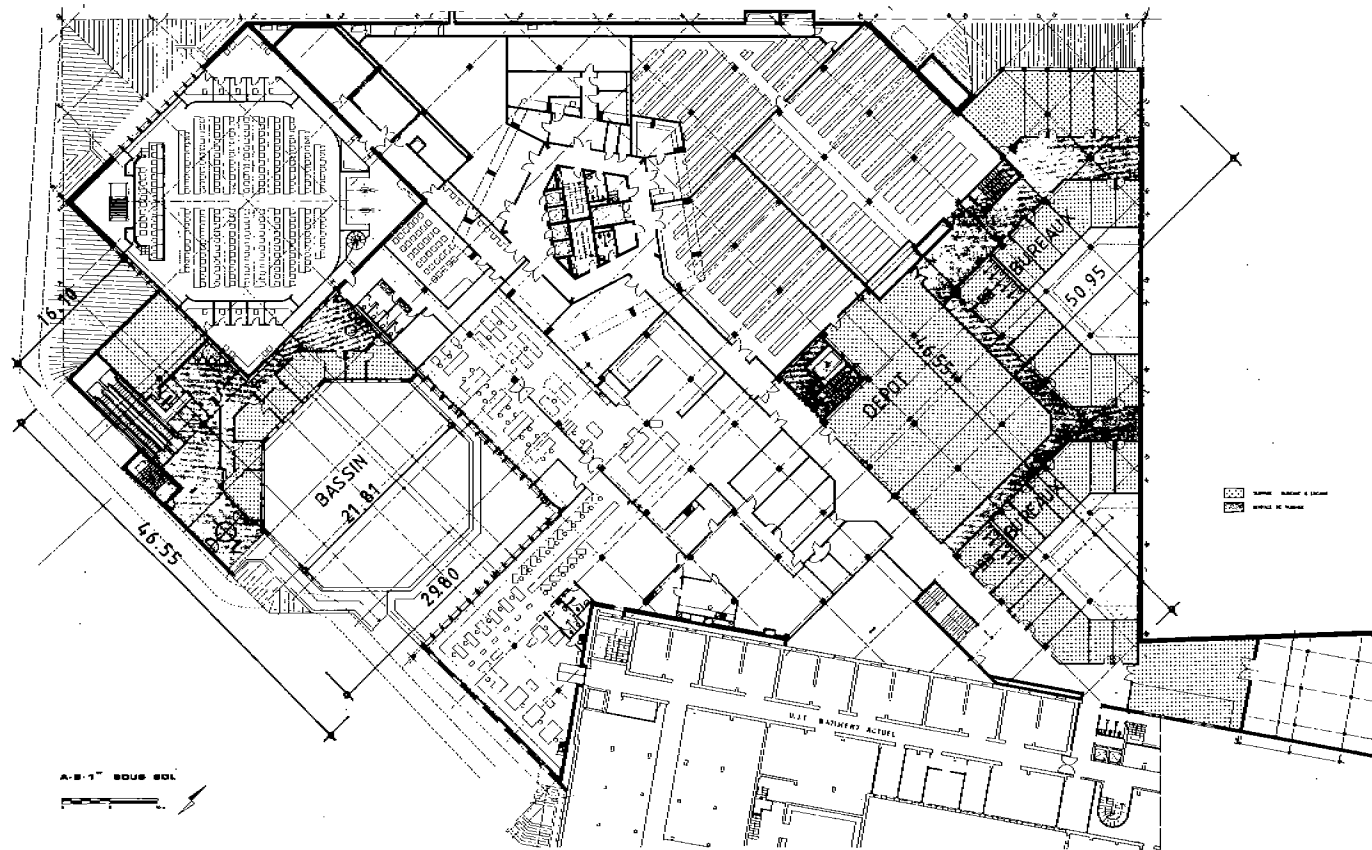 BUREAUX
50 95
16 10
46.55
DEPOT
BASSIN
21.81
BUREAUX
46.55
29.80
U.I.T BATIMENT ACTUEL
A-B-1er SOUS SOL